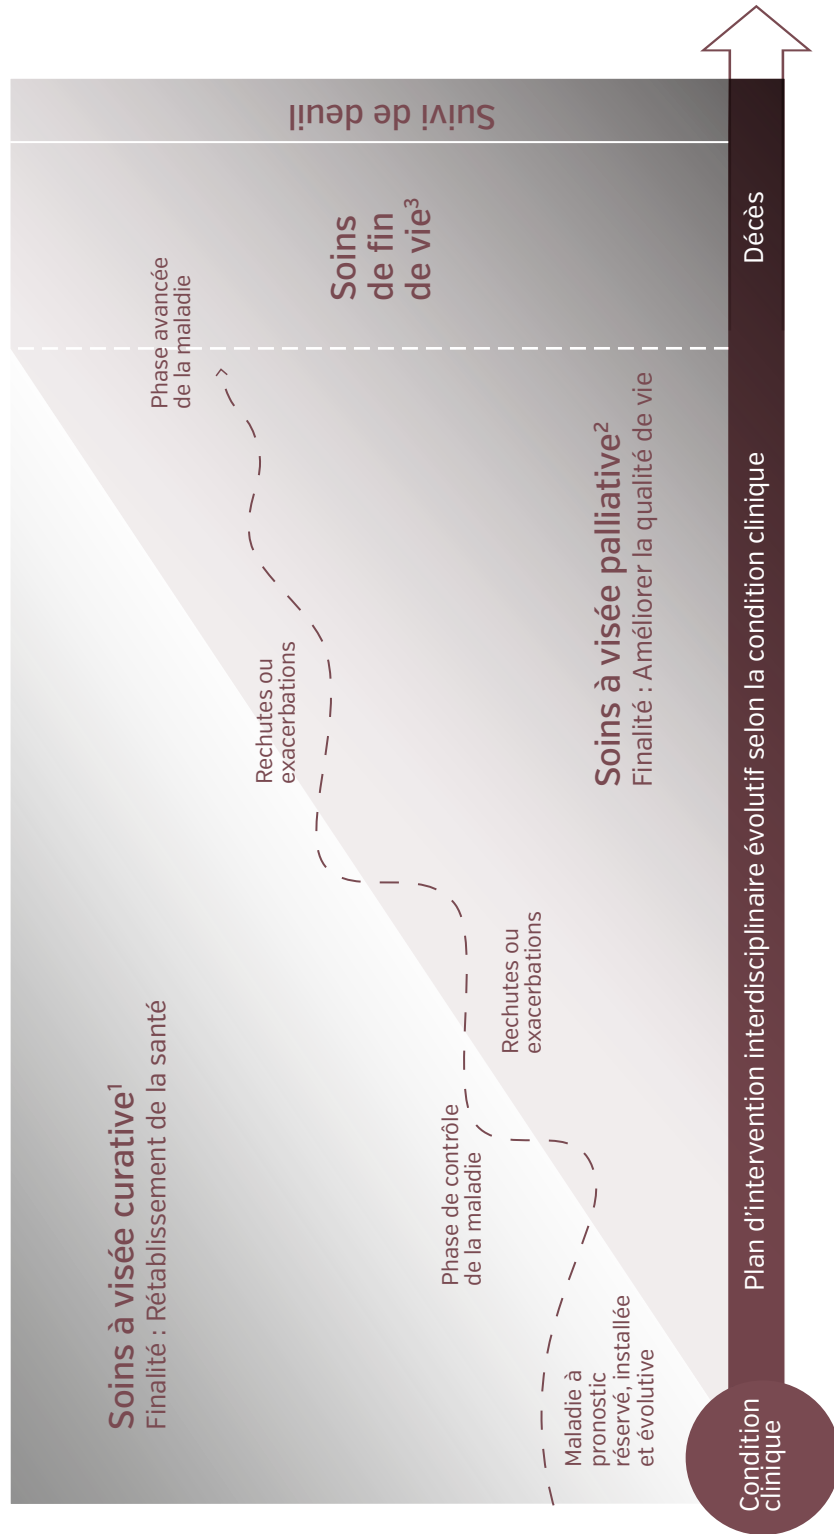 Soins à visée curative¹
Finalité : Rétablissement de la santé
Maladie à
pronostic
réservé, installée
et évolutive
Phase de contrôle
de la maladie
Rechutes ou
exacerbations
Rechutes ou
exacerbations
Phase avancée
de la maladie
Soins à visée palliative²
Finalité : Améliorer la qualité de vie
Soins
de fin
de vie³
Suivi de deuil
Condition
clinique
Plan d’intervention interdisciplinaire évolutif selon la condition clinique
Décès